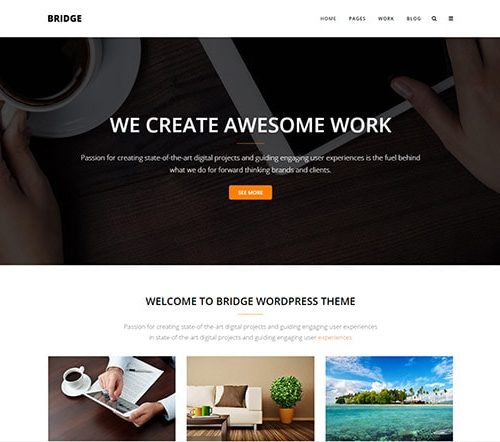 BRIDGE
HOME PAGES WORK BLOG
WE CREATE AWESOME WORK
Passion for creating state-of-the-art digital projects and guiding engaging user experiences is the fuel behind
what we do for forward thinking brands and clients.
SEE MORE
WELCOME TO BRIDGE WORDPRESS THEME
Passion for creating state-of-the-art digital projects and guiding engaging user experiences
in state-of-the-art digital projects and guiding engaging user experiences